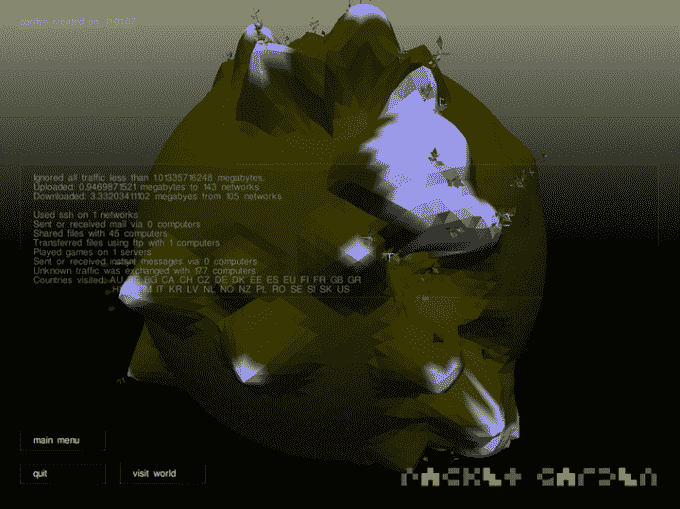 Ignored all traffic less than 1.01335716248 megabytes.
Uploaded: 0.9469871521 megabytes to 143 networks
Downloaded: 3.33203411102 megabyes from 105 networks
Used ssh on 1 networks
Sent or received mail via 0 computers
Shared files with 45 computers
Transferred files using ftp with 1 computers
Played games on 1 servers
Sent or received instant messages via 0 computers
Unknown traffic was exchanged with 177 computers
Countries visited: AU BG CA CH CZ DE DK EE ES EU FI FR GB GR
IT KR LV NL NO NZ PL RO SE SI SK US
main menu
quit
visit world
PACKET GARDEN